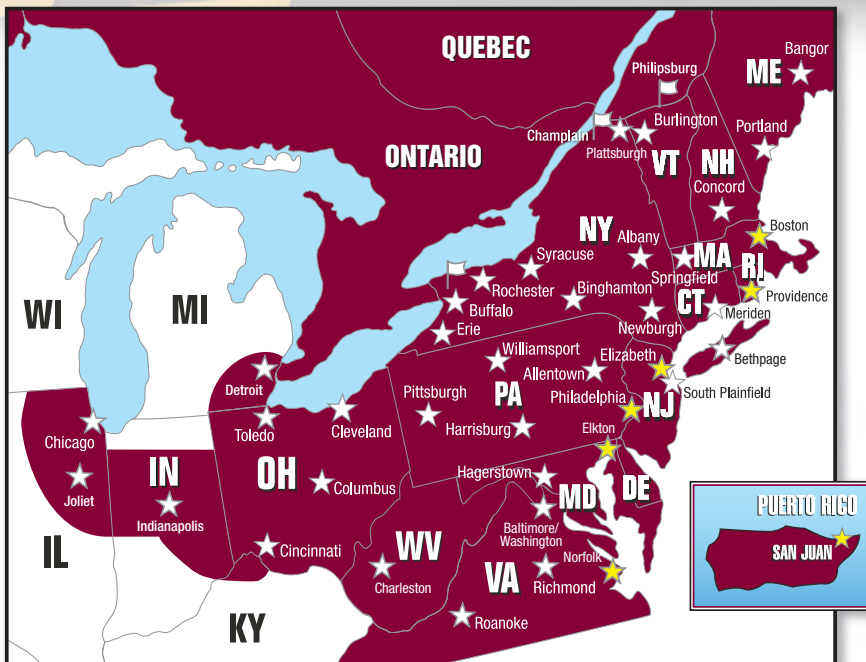 QUEBEC
Bangor
ME
Philipsburg
Champlain
Burlington
Plattsburgh
Portland
ONTARIO
VT
NH
Concord
NY
Albany
Boston
Syracuse
MA
Springfield
RI
Rochester
Binghamton
CT
Providence
Meriden
Buffalo
Newburgh
WI
MI
Erie
Williamsport
Elizabeth
Bethpage
Allentown
Detroit
Pittsburgh
PA
Philadelphia
South Plainfield
NJ
Chicago
Toledo
Cleveland
Harrisburg
Elkton
IN
OH
Hagerstown
Joliet
Columbus
MD
DE
Indianapolis
Baltimore/
Washington
PUERTO RICO
SAN JUAN
IL
Cincinnati
WV
Norfolk
Charleston
VA
Richmond
KY
Roanoke